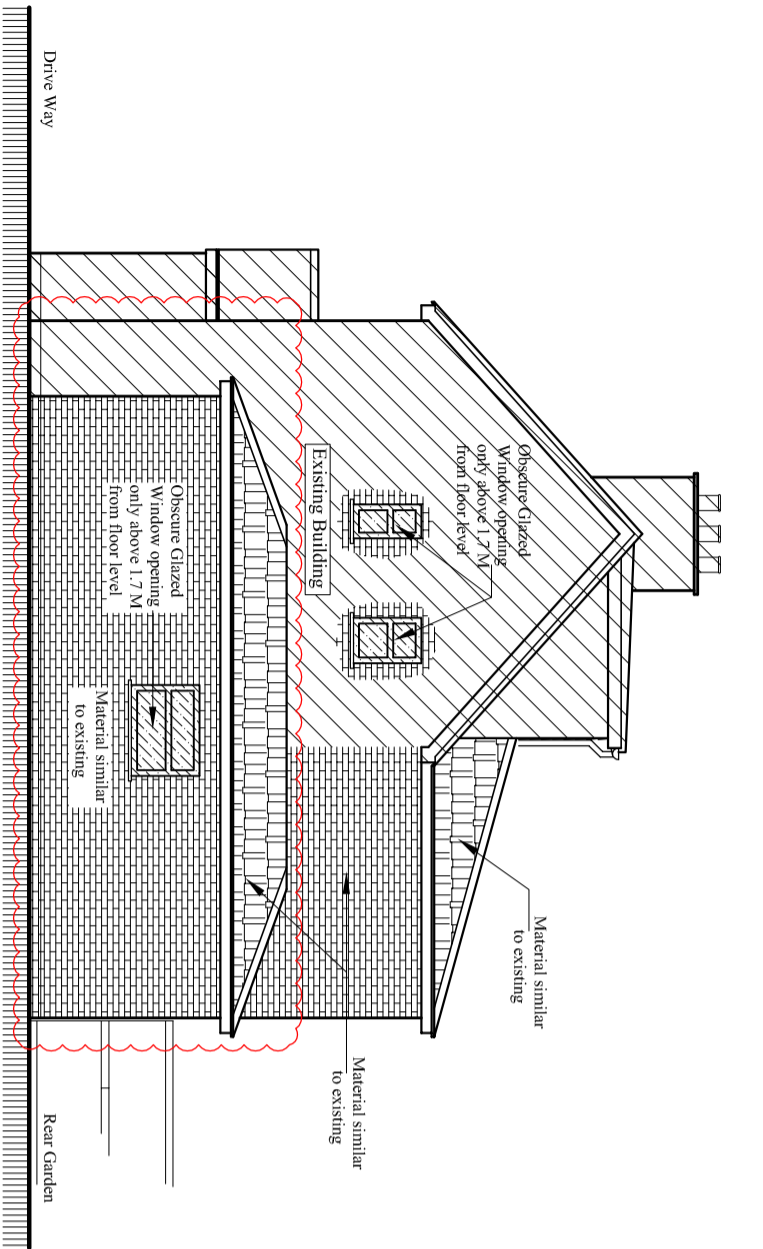 Obscure Glazed
Window opening
only above 1.7 M
from floor level
Material similar
to existing
Existing Building
Material similar
to existing
Obscure Glazed
Window opening
only above 1.7 M
from floor level
Material similar
to existing
Drive Way
Rear Garden